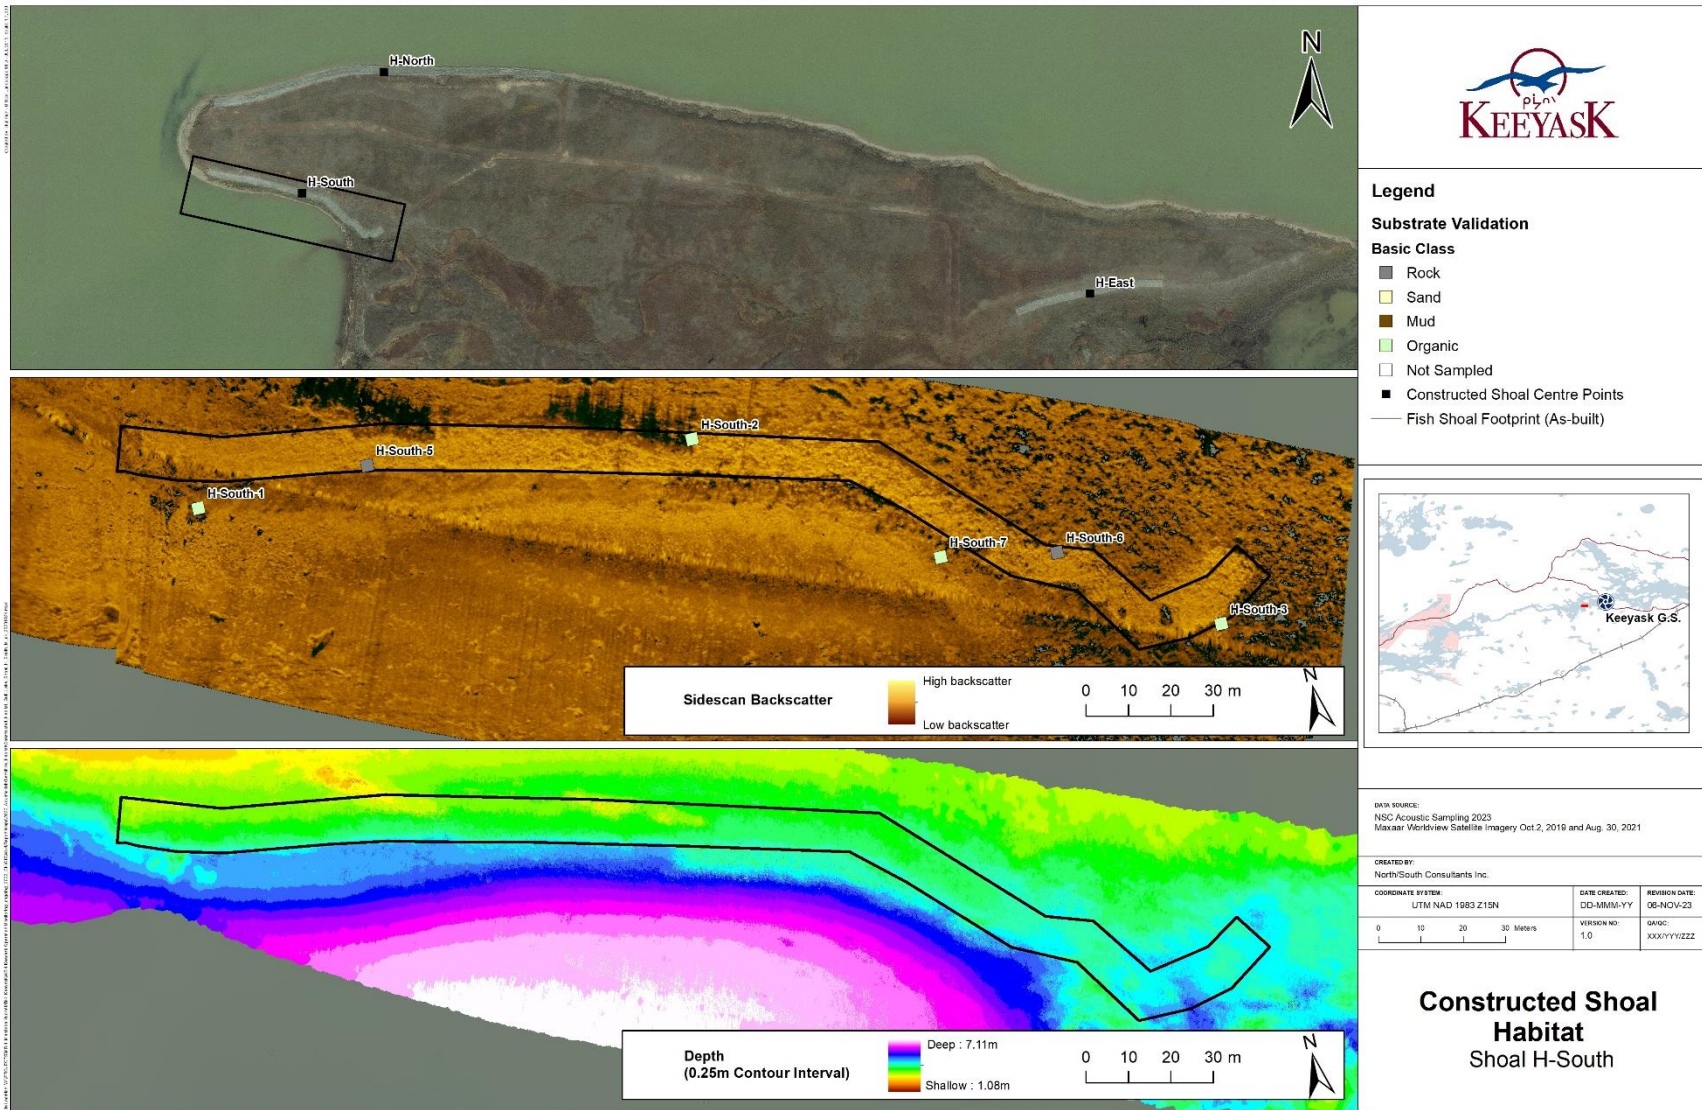 H-North
H-South
H-East
N
H-South-2
H-South-5
H-South-1
H-South-7
H-South-6
H-South-3
Sidescan Backscatter
High backscatter
Low backscatter
0 10 20 30 m
N
Depth
(0.25m Contour Interval)
Deep : 7.11m
Shallow : 1.08m
0 10 20 30 m
N
KEEYASK
Legend
Substrate Validation
Basic Class
Rock
Sand
Mud
Organic
Not Sampled
Constructed Shoal Centre Points
Fish Shoal Footprint (As-built)
Keeyask G.S.
DATA SOURCE:
NSC Acoustic Sampling 2023
Maxaar Worldview Satellite Imagery Oct.2, 2019 and Aug. 30, 2021
CREATED BY:
North/South Consultants Inc.
COORDINATE SYSTEM:
UTM NAD 1983 Z15N
DATE CREATED:
DD-MMM-YY
REVISION DATE:
06-NOV-23
0 10 20 30 Meters
VERSION NO:
1.0
QA/QC:
XXX/YYY/ZZZ
Constructed Shoal
Habitat
Shoal H-South